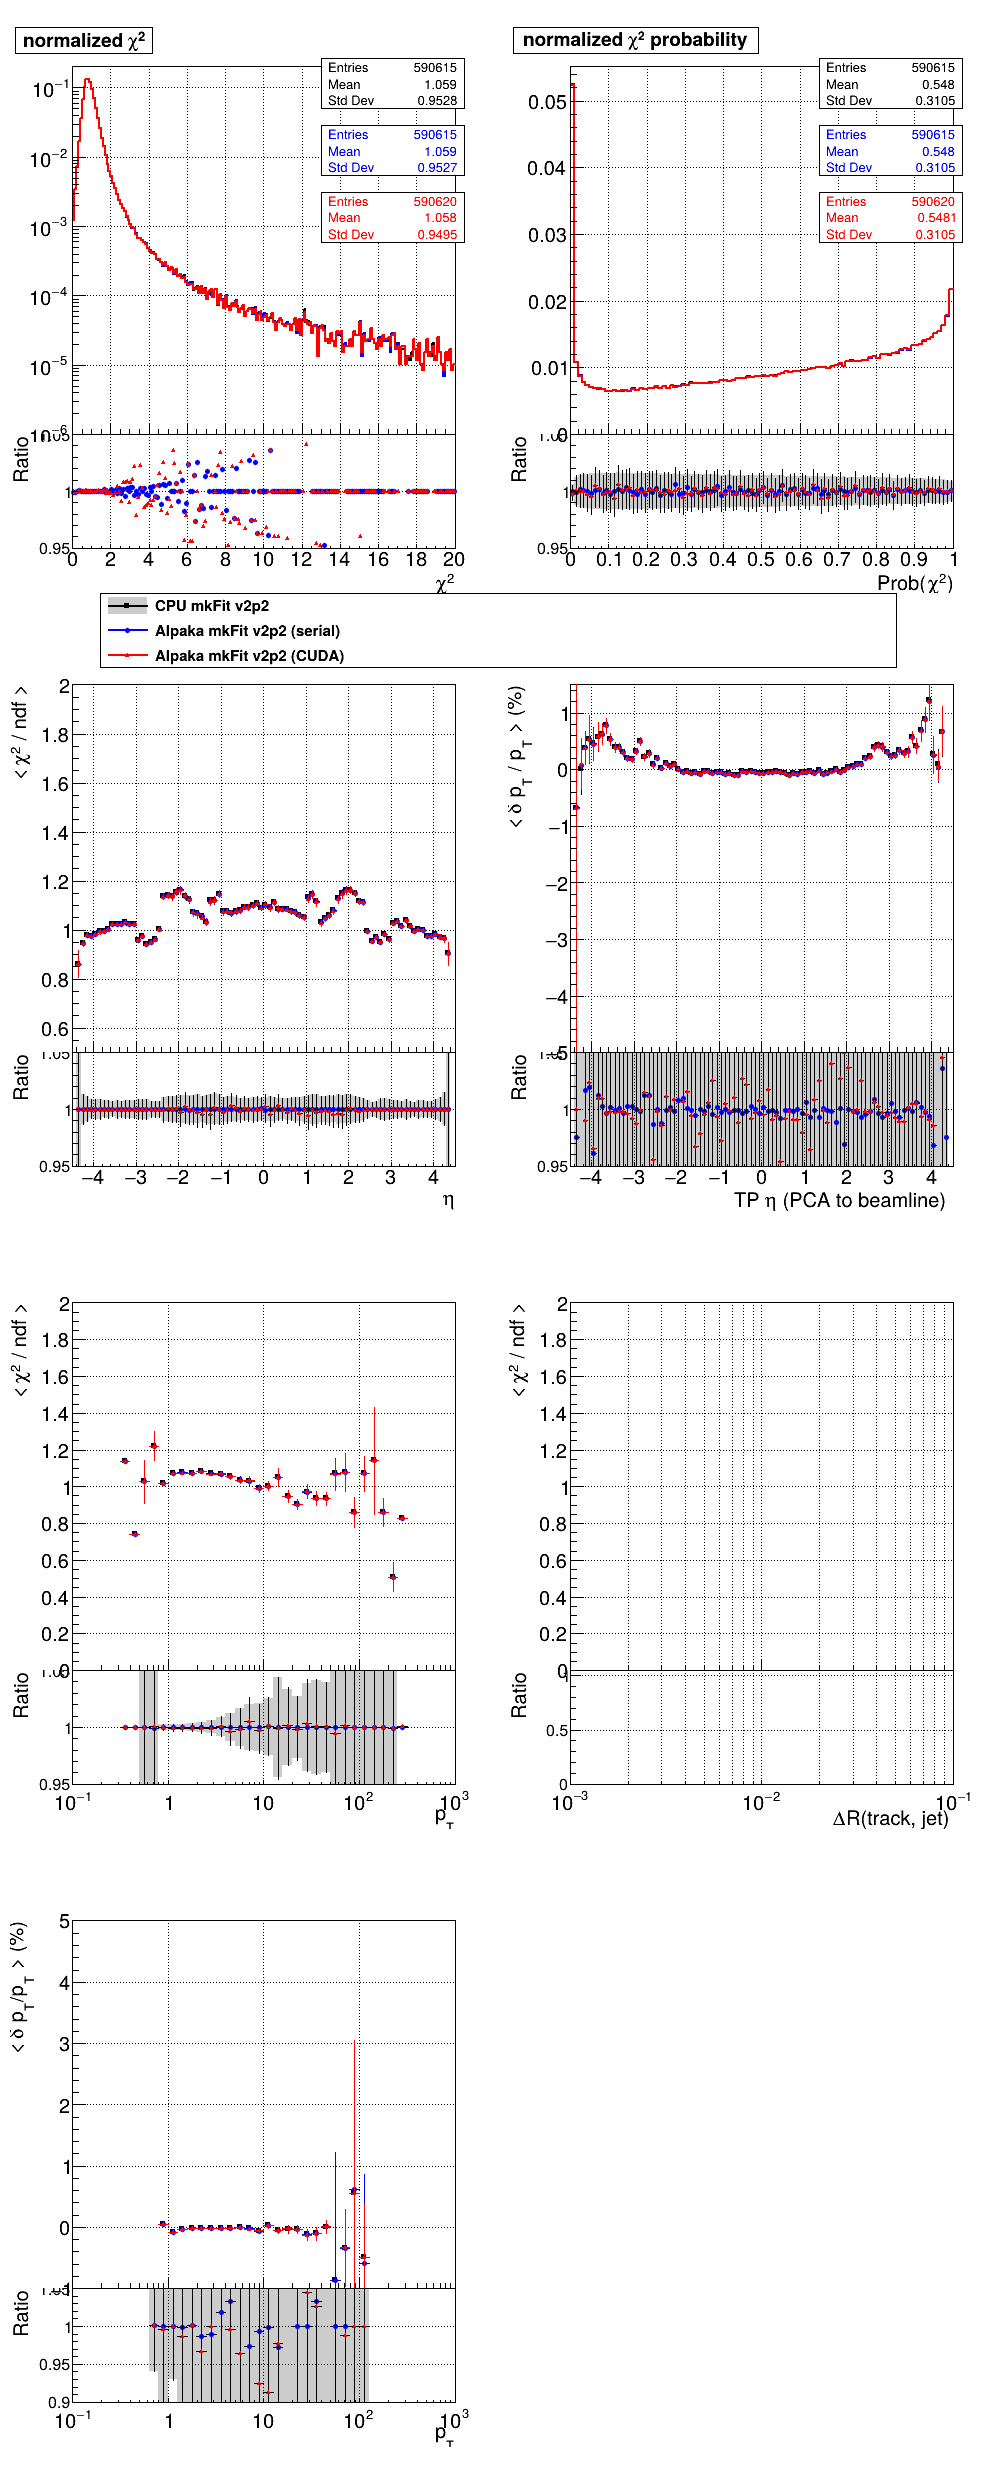 normalized χ²
Entries 590615
Mean 1.059
Std Dev 0.9528
Entries 590615
Mean 1.059
Std Dev 0.9527
Entries 590620
Mean 1.058
Std Dev 0.9495
10⁻¹
10⁻²
10⁻³
10⁻⁴
10⁻⁵
10⁻⁶
Ratio
1.05
1
0.95
0 2 4 6 8 10 12 14 16 18 20
χ²
normalized χ² probability
Entries 590615
Mean 0.548
Std Dev 0.3105
Entries 590615
Mean 0.548
Std Dev 0.3105
Entries 590620
Mean 0.5481
Std Dev 0.3105
0.05
0.04
0.03
0.02
0.01
0
Ratio
1
0.95
0 0.1 0.2 0.3 0.4 0.5 0.6 0.7 0.8 0.9 1
Prob(χ²)
CPU mkFit v2p2
Alpaka mkFit v2p2 (serial)
Alpaka mkFit v2p2 (CUDA)
< χ² / ndf >
2
1.8
1.6
1.4
1.2
1
0.8
0.6
Ratio
1.05
1
0.95
−4 −3 −2 −1 0 1 2 3 4
η
< δ p_T / p_T > (%)
1
0
−1
−2
−3
−4
Ratio
1
0.95
−4 −3 −2 −1 0 1 2 3 4
TP η (PCA to beamline)
< χ² / ndf >
2
1.8
1.6
1.4
1.2
1
0.8
0.6
0.4
0.2
0
Ratio
1
0.95
10⁻¹ 1 10 10² 10³
p_T
< χ² / ndf >
2
1.8
1.6
1.4
1.2
1
0.8
0.6
0.4
0.2
0
Ratio
1
0.5
0
10⁻³ 10⁻² 10⁻¹
ΔR(track, jet)
< δ p_T/p_T > (%)
5
4
3
2
1
0
Ratio
1
0.95
0.9
10⁻¹ 1 10 10² 10³
p_T